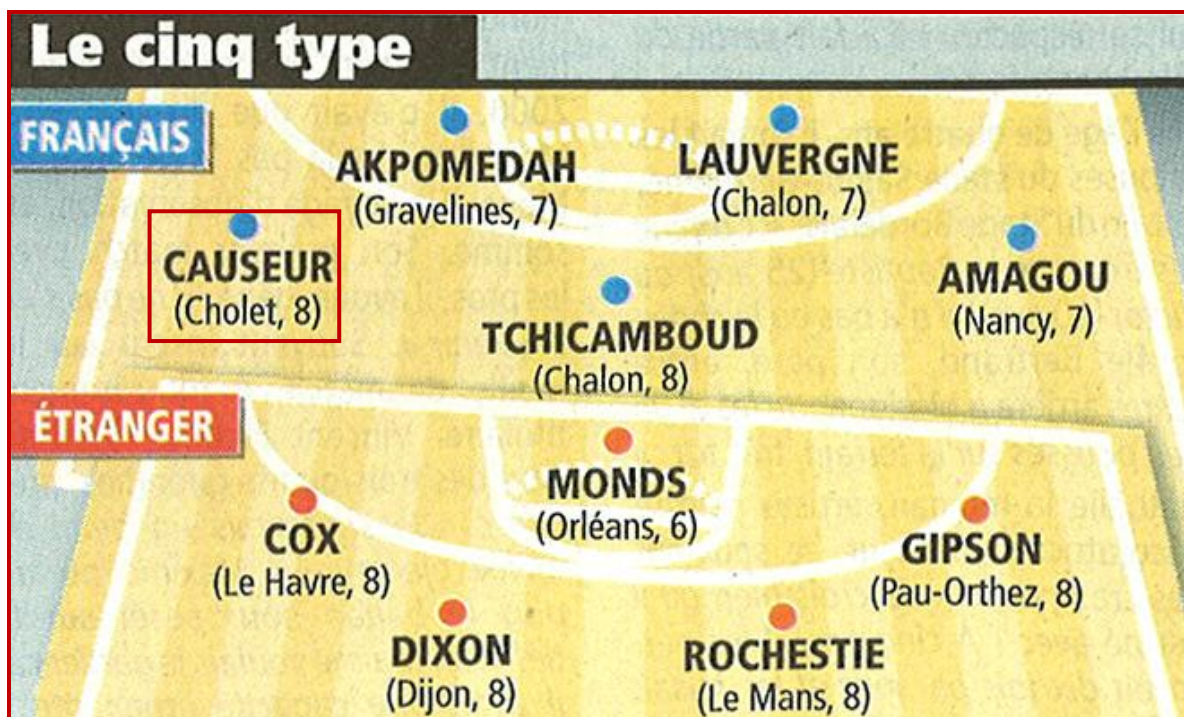 Le cinq type
FRANÇAIS
AKPOMEDAH
(Gravelines, 7)
LAUVERGNE
(Chalon, 7)
CAUSEUR
(Cholet, 8)
TCHICAMBOUD
(Chalon, 8)
AMAGOU
(Nancy, 7)
ÉTRANGER
MONDS
(Orléans, 6)
COX
(Le Havre, 8)
GIPSON
(Pau-Orthez, 8)
DIXON
(Dijon, 8)
ROCHESTIE
(Le Mans, 8)